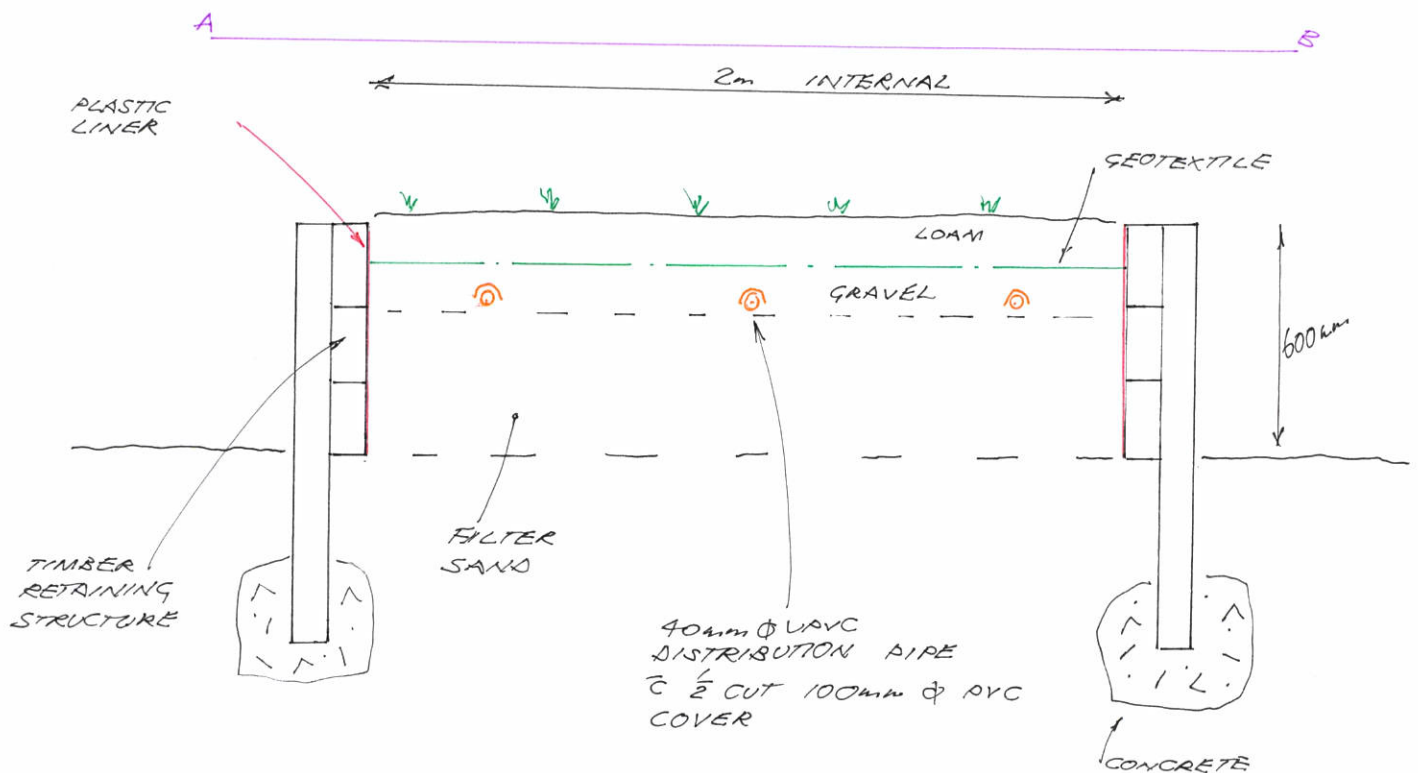 A
B
2m INTERNAL
PLASTIC
LINER
GEOTEXTILE
LOAM
GRAVEL
600mm
TIMBER
RETAINING
STRUCTURE
FILTER
SAND
40mm Φ UPVC
DISTRIBUTION PIPE
c̄ ½ CUT 100mm Φ PVC
COVER
CONCRETE